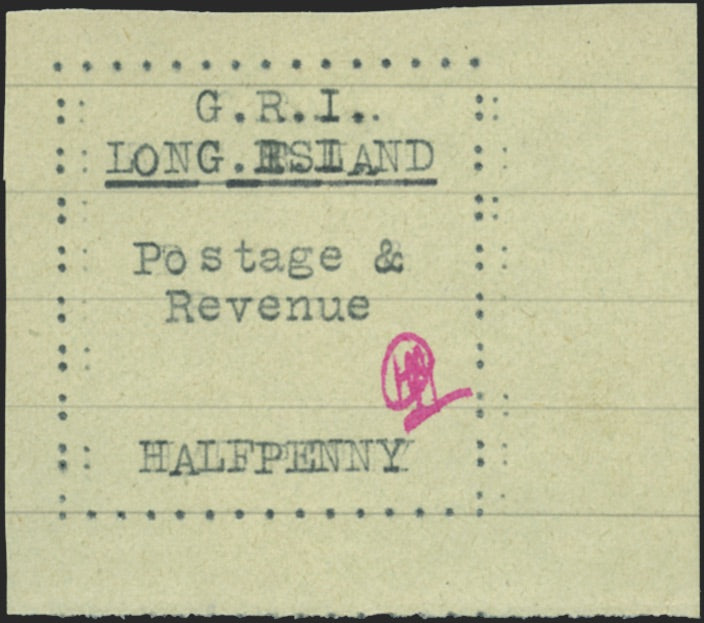 G.R.I.
LONG ISLAND
Postage &
Revenue
HALFPENNY